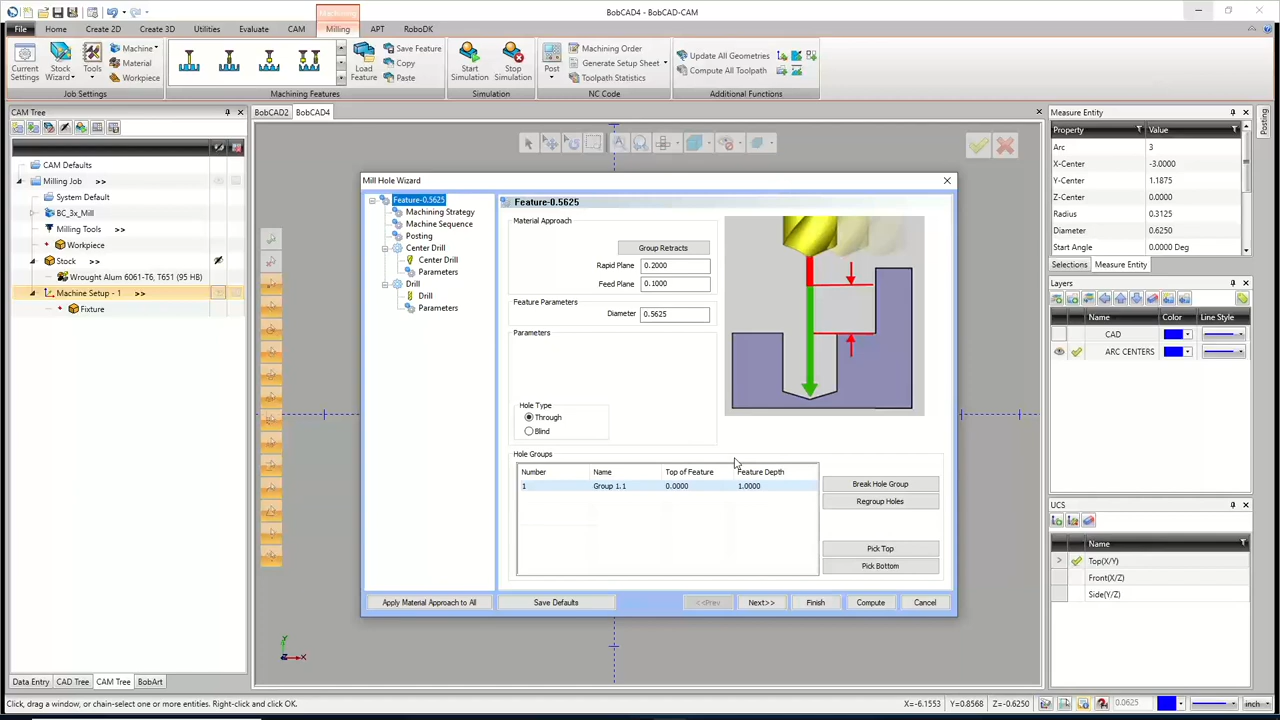 BobCAD4 - BobCAD-CAM
File Home Create 2D Create 3D Utilities Evaluate CAM Milling APT RoboDK
Current Settings
Stock Wizard
Tools
Machine
Material
Workpiece
Job Settings
Machining Features
Load Feature
Save Feature
Copy
Paste
Start Simulation
Stop Simulation
Simulation
Post
Machining Order
Generate Setup Sheet
Toolpath Statistics
NC Code
Update All Geometries
Compute All Toolpath
Additional Functions
CAM Tree
BobCAD2 BobCAD4
CAM Defaults
Milling Job >>
System Default
BC_3x_Mill
Milling Tools >>
Workpiece
Stock >>
Wrought Alum 6061-T6, T651 (95 HB)
Machine Setup - 1 >>
Fixture
Data Entry CAD Tree CAM Tree BobArt
Mill Hole Wizard
Feature-0.5625
Machining Strategy
Machine Sequence
Posting
Center Drill
Center Drill
Parameters
Drill
Drill
Parameters
Feature-0.5625
Material Approach
Group Retracts
Rapid Plane 0.2000
Feed Plane 0.1000
Feature Parameters
Diameter 0.5625
Parameters
Hole Type
Through
Blind
Hole Groups
Number Name Top of Feature Feature Depth
1 Group 1.1 0.0000 1.0000
Break Hole Group
Regroup Holes
Pick Top
Pick Bottom
Apply Material Approach to All Save Defaults <<Prev Next>> Finish Compute Cancel
Y
X
Z
Measure Entity
Property Value
Arc 3
X-Center -3.0000
Y-Center 1.1875
Z-Center 0.0000
Radius 0.3125
Diameter 0.6250
Start Angle 0.0000 Deg
Selections Measure Entity
Posting
Layers
Name Color Line Style
CAD
ARC CENTERS
UCS
Name
Top(X/Y)
Front(X/Z)
Side(Y/Z)
Click, drag a window, or chain-select one or more entities. Right-click and click OK.
X=-6.1553 Y=0.8568 Z=-0.6250 0.0625 inch